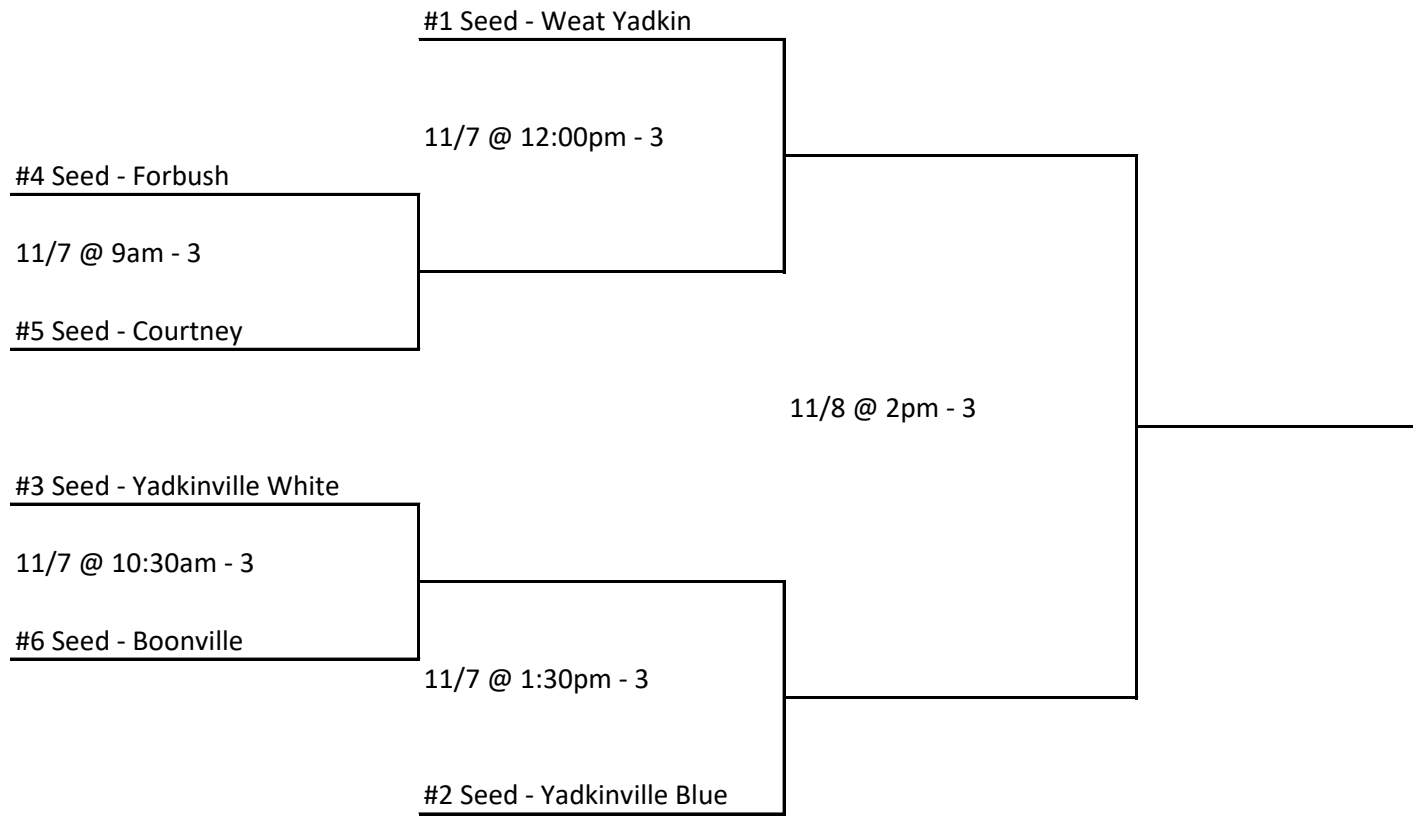 #1 Seed - Weat Yadkin
11/7 @ 12:00pm - 3
#4 Seed - Forbush
11/7 @ 9am - 3
#5 Seed - Courtney
11/8 @ 2pm - 3
#3 Seed - Yadkinville White
11/7 @ 10:30am - 3
#6 Seed - Boonville
11/7 @ 1:30pm - 3
#2 Seed - Yadkinville Blue